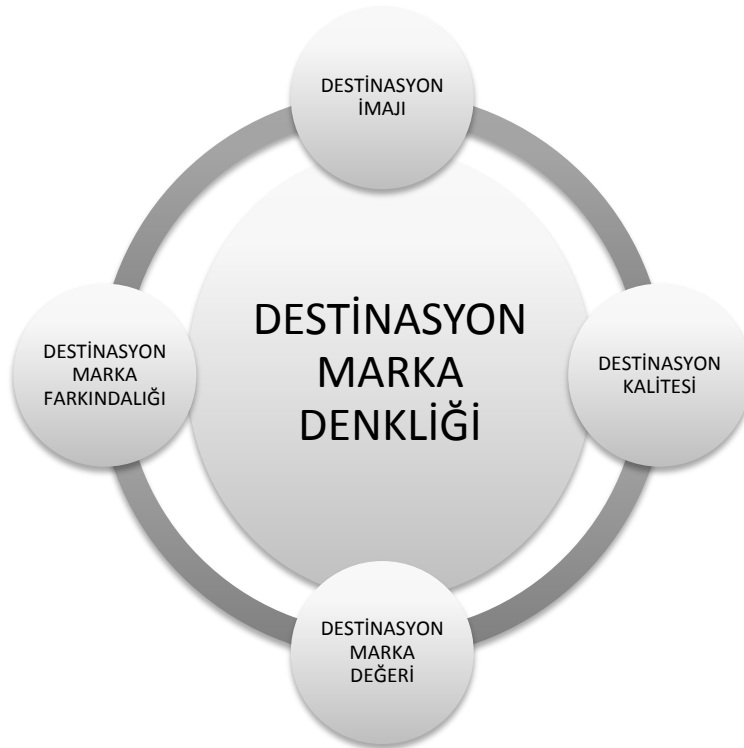 DESTİNASYON
İMAJI
DESTİNASYON
MARKA
DENKLİĞİ
DESTİNASYON
MARKA
FARKINDALIĞI
DESTİNASYON
KALİTESİ
DESTİNASYON
MARKA
DEĞERİ